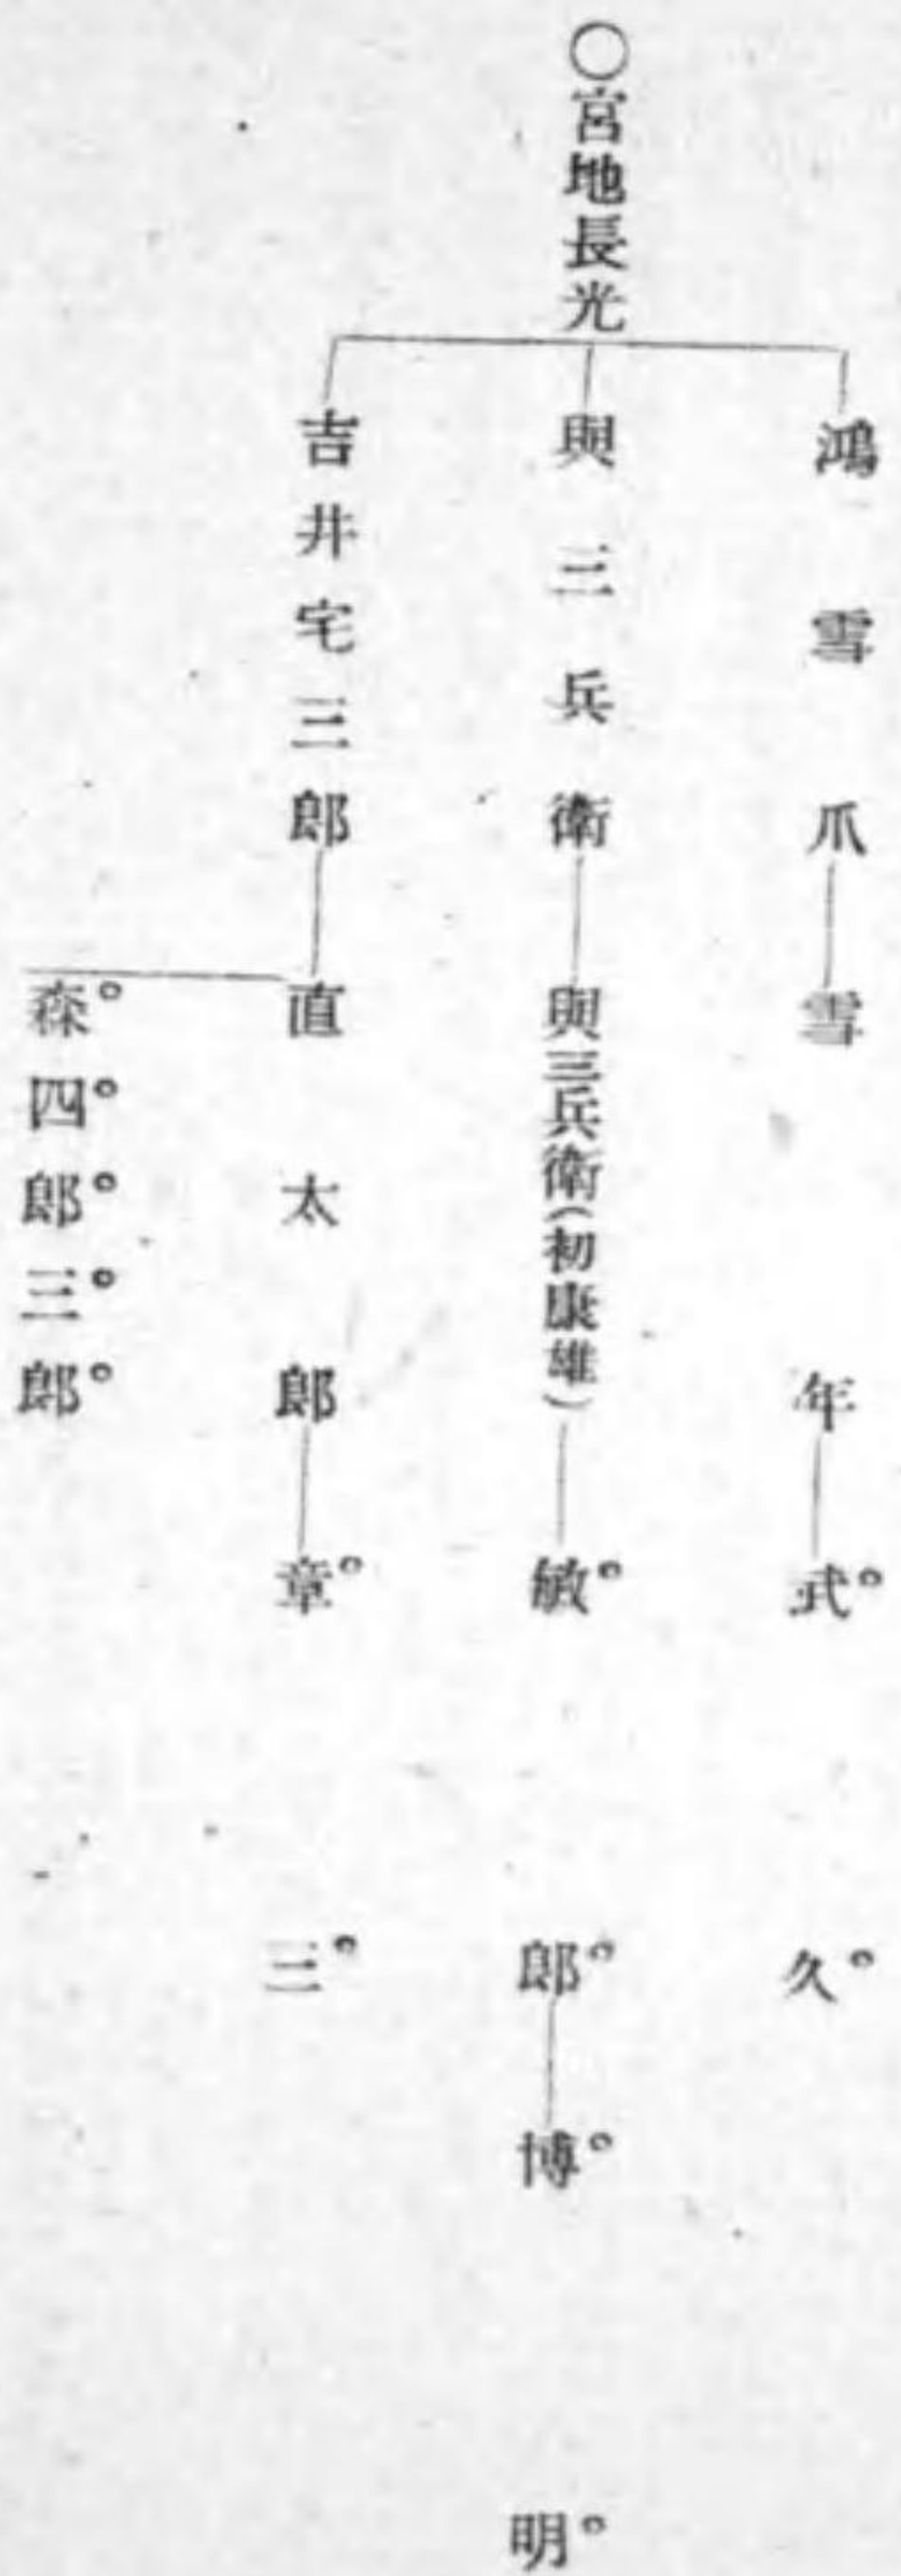 鴻雪爪―雪年―武久
〇宮地長光
與三兵衛―與三兵衛(初康雄)―敏郎―博明
吉井宅三郎―直太郎―章三
森四郎三郎